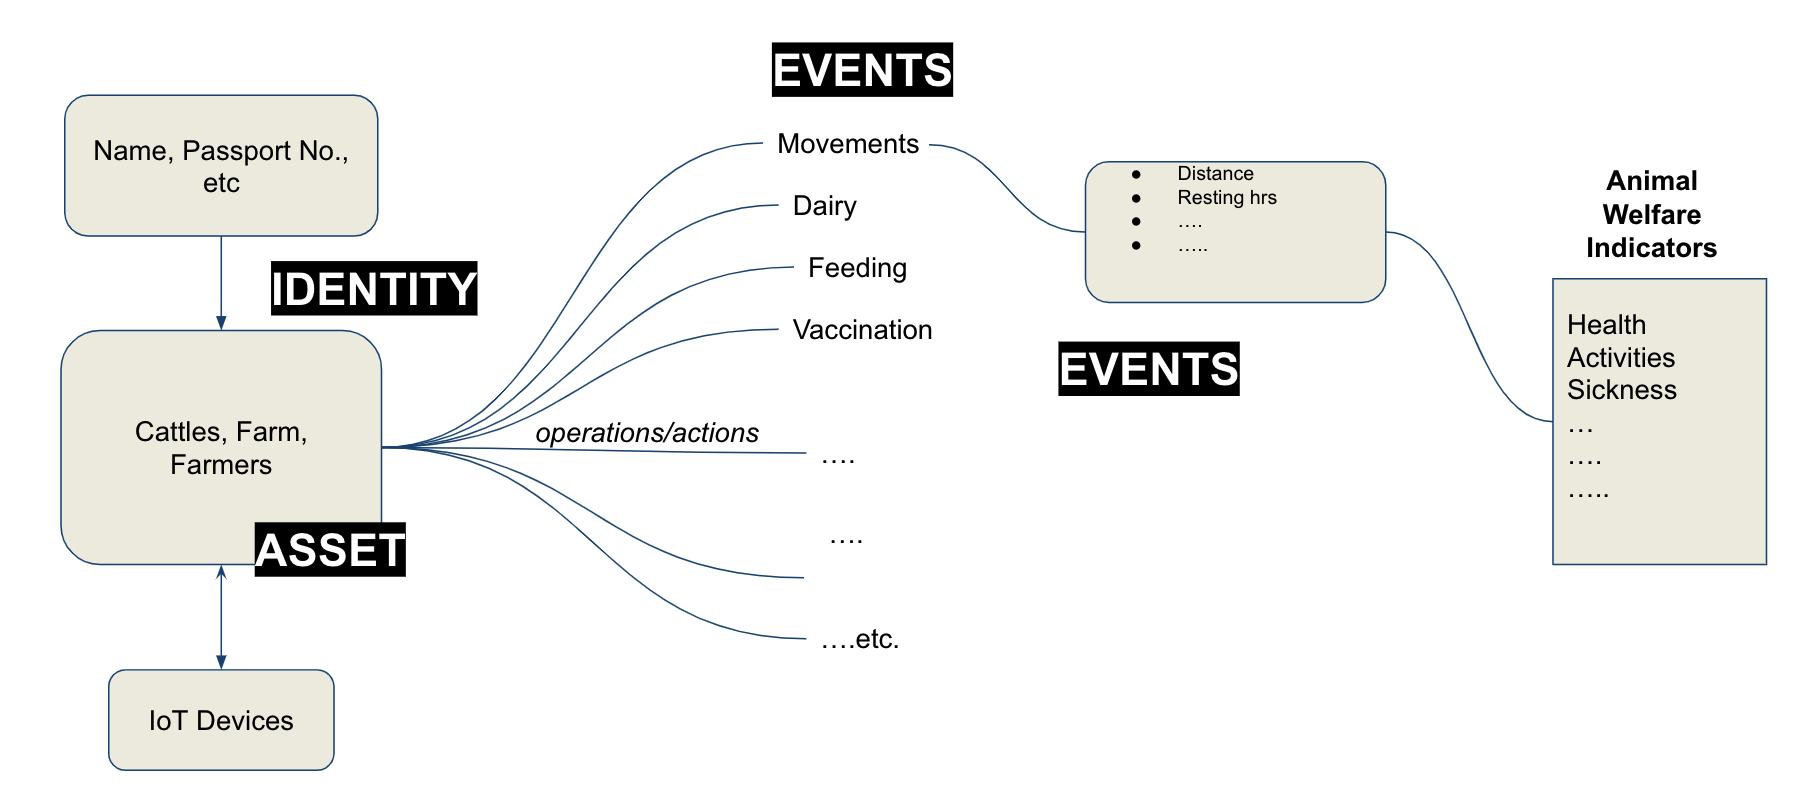 EVENTS
Name, Passport No.,
etc
IDENTITY
Cattles, Farm,
Farmers
ASSET
IoT Devices
Movements
Dairy
Feeding
Vaccination
operations/actions
….
….
….etc.
● Distance
● Resting hrs
● ….
● …..
EVENTS
Animal
Welfare
Indicators
Health
Activities
Sickness
…
….
…..